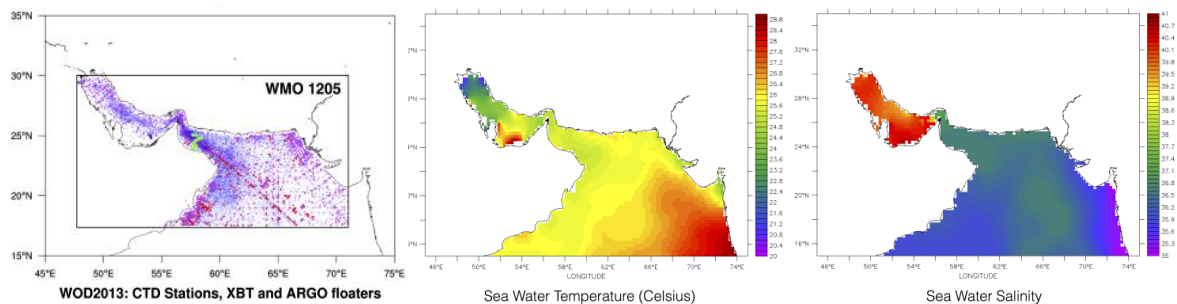 35°N
30°N
WMO 1205
25°N
20°N
15°N
45°E 50°E 55°E 60°E 65°E 70°E 75°E
WOD2013: CTD Stations, XBT and ARGO floaters
28.8
28.4
28
27.6
27.2
26.8
26.4
26
25.6
25.2
24.8
24.4
24
23.6
23.2
22.8
22.4
22
21.6
21.2
20.8
20.4
20
46°E 50°E 54°E 58°E 62°E 66°E 70°E 74°E
LONGITUDE
Sea Water Temperature (Celsius)
32°N
28°N
24°N
20°N
16°N
41
40.7
40.4
40.1
39.8
39.5
39.2
38.9
38.6
38.3
38
37.7
37.4
37.1
36.8
36.5
36.2
35.9
35.6
35.3
35
46°E 50°E 54°E 58°E 62°E 66°E 70°E 74°E
LONGITUDE
Sea Water Salinity